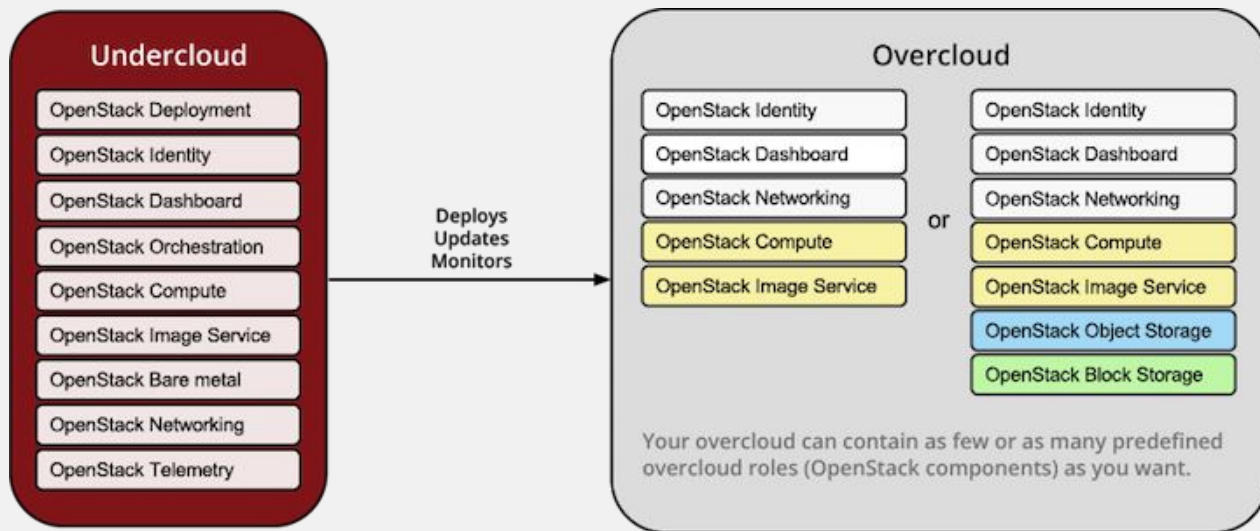 Undercloud
OpenStack Deployment
OpenStack Identity
OpenStack Dashboard
OpenStack Orchestration
OpenStack Compute
OpenStack Image Service
OpenStack Bare metal
OpenStack Networking
OpenStack Telemetry
Deploys
Updates
Monitors
Overcloud
OpenStack Identity
OpenStack Dashboard
OpenStack Networking
OpenStack Compute
OpenStack Image Service
or
OpenStack Identity
OpenStack Dashboard
OpenStack Networking
OpenStack Compute
OpenStack Image Service
OpenStack Object Storage
OpenStack Block Storage
Your overcloud can contain as few or as many predefined
overcloud roles (OpenStack components) as you want.